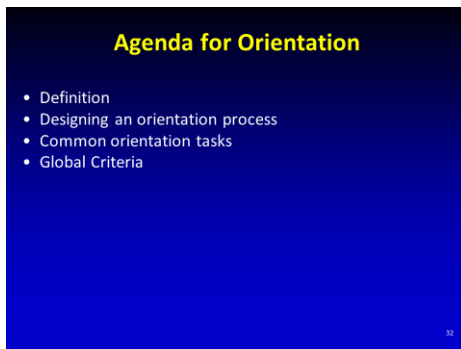 Agenda for Orientation
• Definition
• Designing an orientation process
• Common orientation tasks
• Global Criteria
32